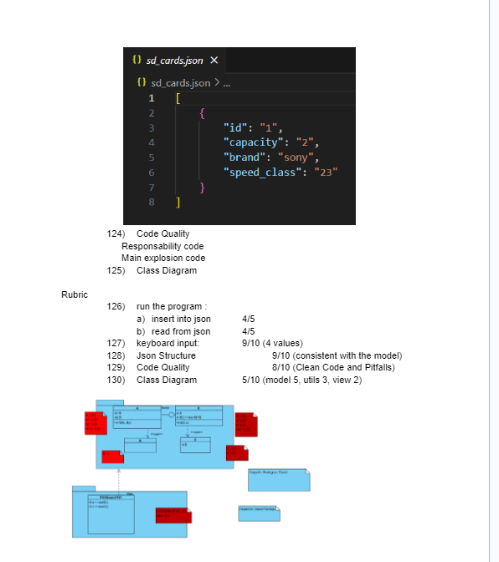 {} sd_cards.json ×
{} sd_cards.json > ...
1 [
2 {
3 "id": "1",
4 "capacity": "2",
5 "brand": "sony",
6 "speed_class": "23"
7 }
8 ]
124) Code Quality
Responsability code
Main explosion code
125) Class Diagram
Rubric
126) run the program :
a) insert into json 4/5
b) read from json 4/5
127) keyboard input: 9/10 (4 values)
128) Json Structure 9/10 (consistent with the model)
129) Code Quality 8/10 (Clean Code and Pitfalls)
130) Class Diagram 5/10 (model 5, utils 3, view 2)